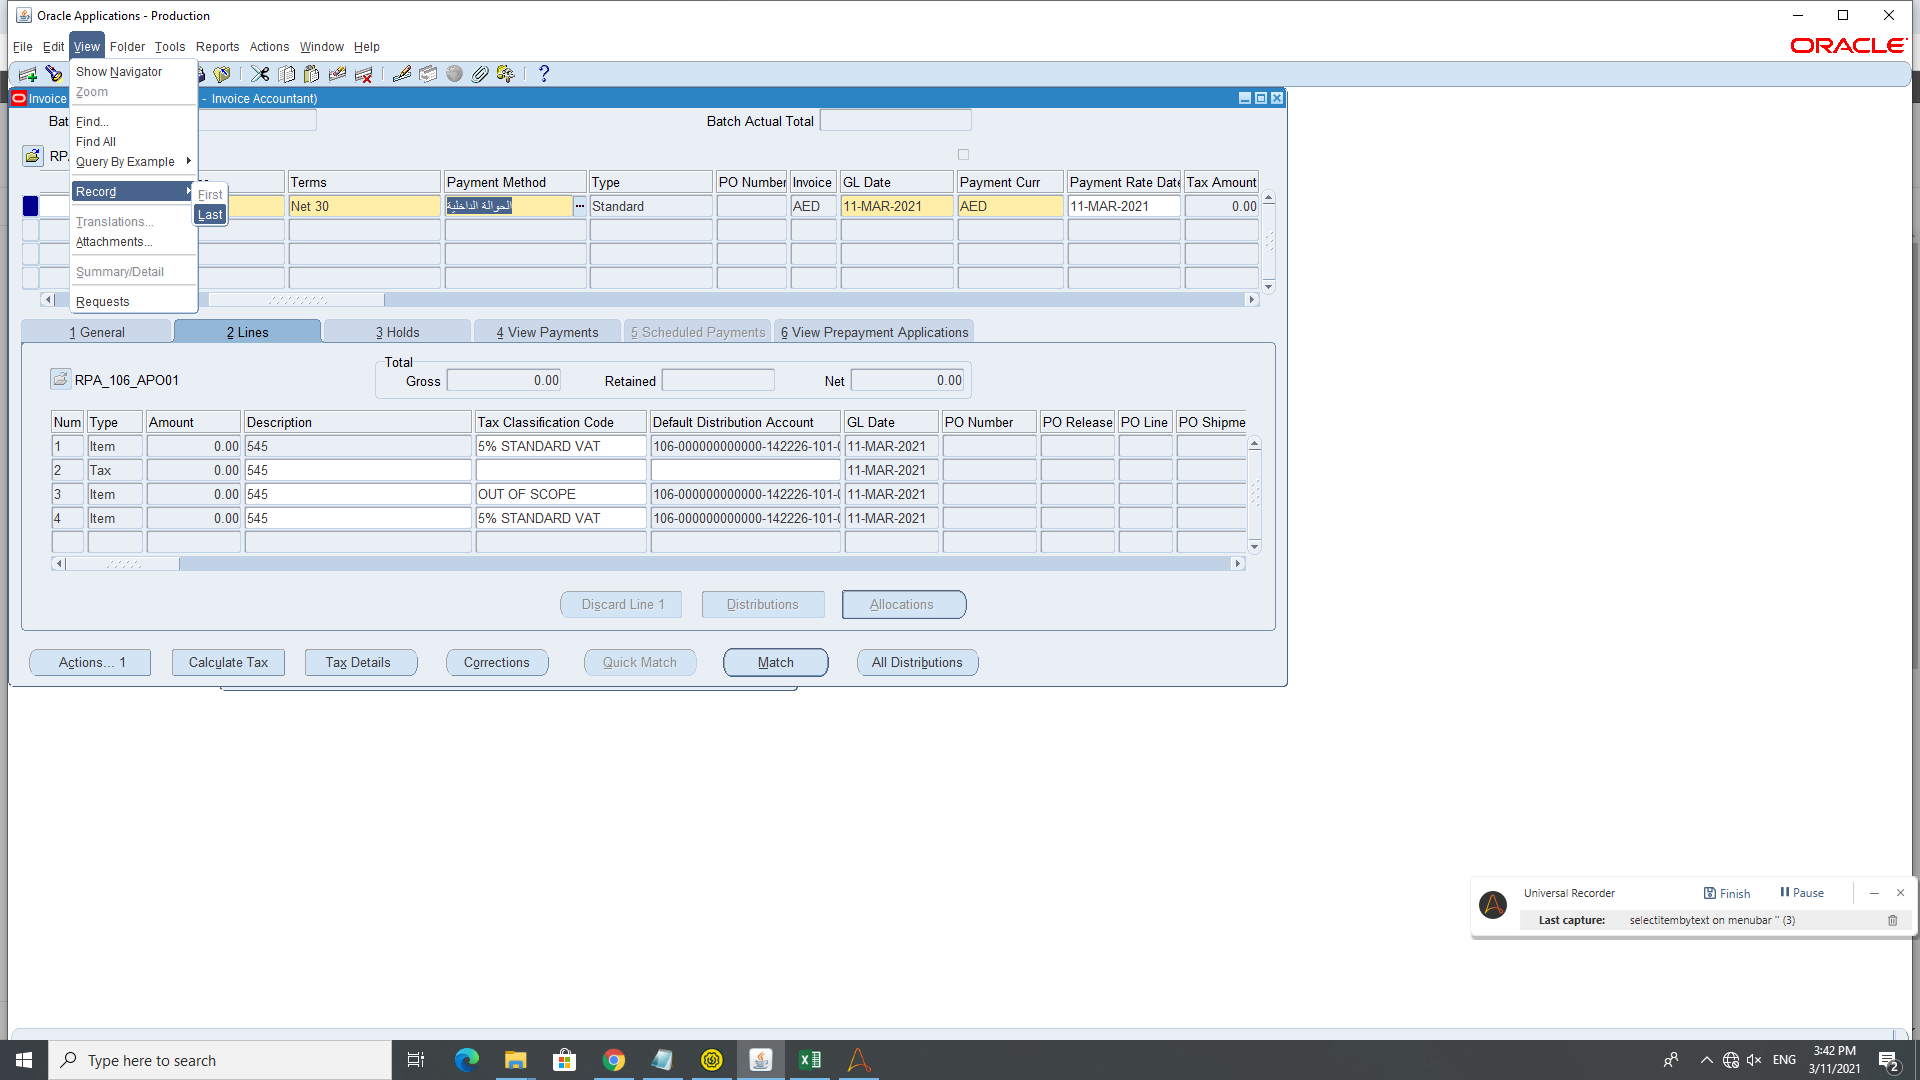 Oracle Applications - Production
File Edit View Folder Tools Reports Actions Window Help
ORACLE
Show Navigator
Zoom
Find...
Find All
Query By Example
Record
First
Last
Translations...
Attachments...
Summary/Detail
Requests
Invoice - Invoice Accountant)
Batch Actual Total
Terms Payment Method Type PO Number Invoice GL Date Payment Curr Payment Rate Date Tax Amount
Net 30 الحوالة الداخلية Standard AED 11-MAR-2021 AED 11-MAR-2021 0.00
1 General 2 Lines 3 Holds 4 View Payments 5 Scheduled Payments 6 View Prepayment Applications
Total
RPA_106_APO01 Gross 0.00 Retained Net 0.00
Num Type Amount Description Tax Classification Code Default Distribution Account GL Date PO Number PO Release PO Line PO Shipme
1 Item 0.00 545 5% STANDARD VAT 106-000000000000-142226-101-0 11-MAR-2021
2 Tax 0.00 545 11-MAR-2021
3 Item 0.00 545 OUT OF SCOPE 106-000000000000-142226-101-0 11-MAR-2021
4 Item 0.00 545 5% STANDARD VAT 106-000000000000-142226-101-0 11-MAR-2021
Discard Line 1 Distributions Allocations
Actions... 1 Calculate Tax Tax Details Corrections Quick Match Match All Distributions
Universal Recorder Finish Pause
Last capture: selectitembytext on menubar '' (3)
Type here to search
ENG
3:42 PM
3/11/2021
2